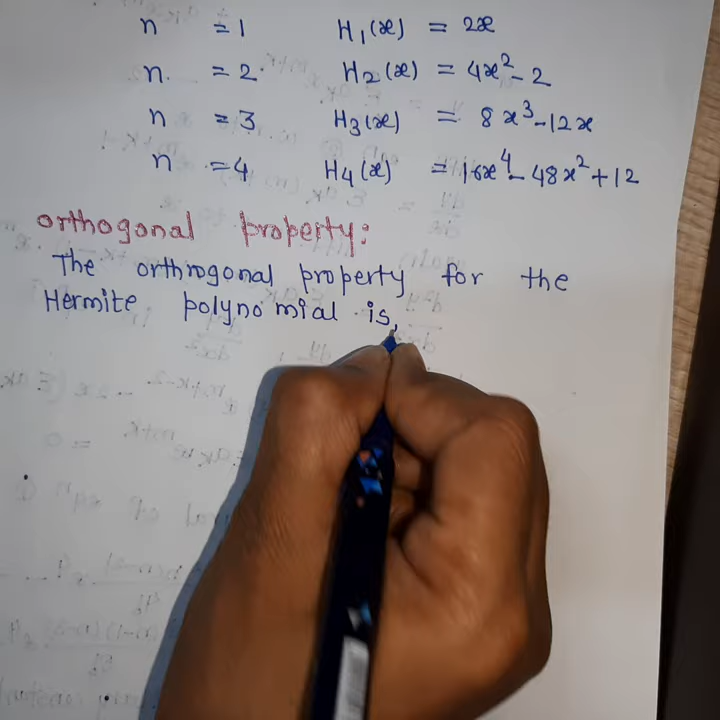 n = 1 H₁(x) = 2x
n. = 2 H₂(x) = 4x² - 2
n = 3 H₃(x) = 8x³ - 12x
n = 4 H₄(x) = 16x⁴ - 48x² + 12
orthogonal property:
The orthogonal property for the
Hermite polynomial is,